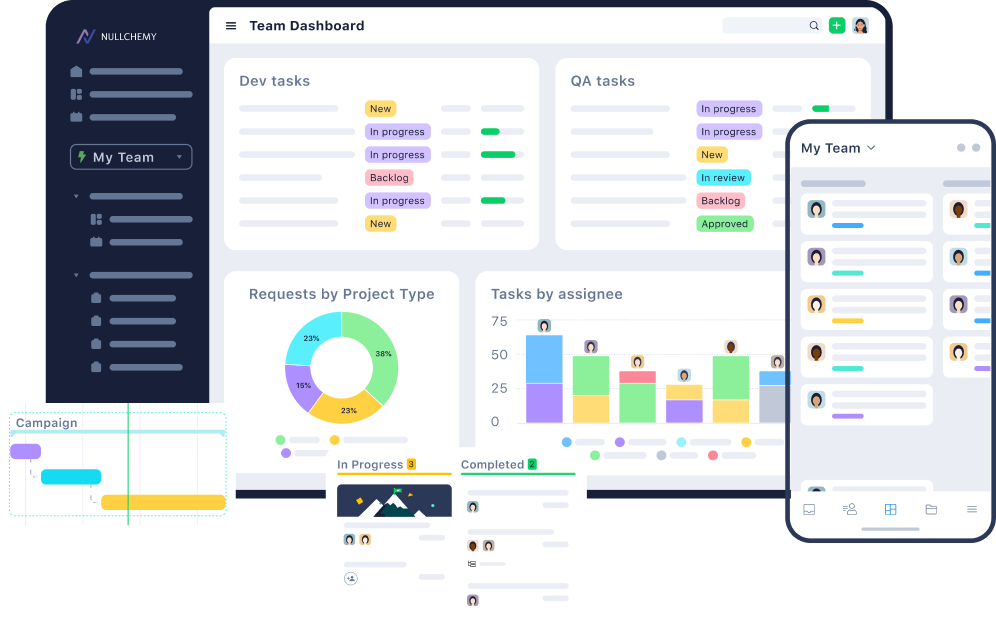 NULLCHEMY
Team Dashboard
My Team
Dev tasks
New
In progress
In progress
Backlog
In progress
New
QA tasks
In progress
In progress
New
In review
Backlog
Approved
Requests by Project Type
23%
38%
15%
23%
Tasks by assignee
75
50
25
0
My Team
Campaign
In Progress 3
Completed 2